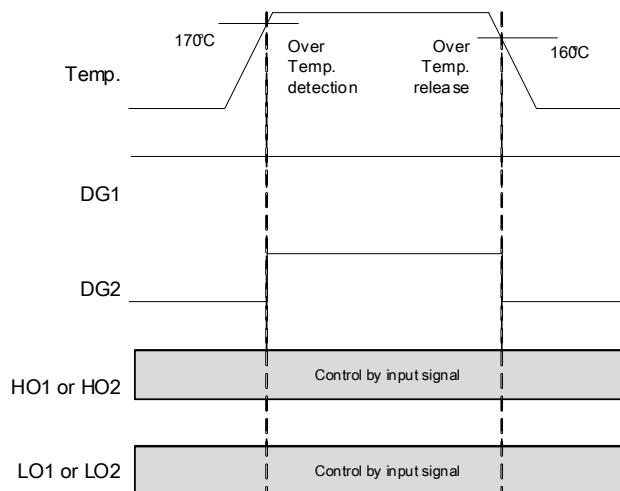 170℃
Temp.
Over
Temp.
detection
Over
Temp.
release
160℃
DG1
DG2
HO1 or HO2
Control by input signal
LO1 or LO2
Control by input signal